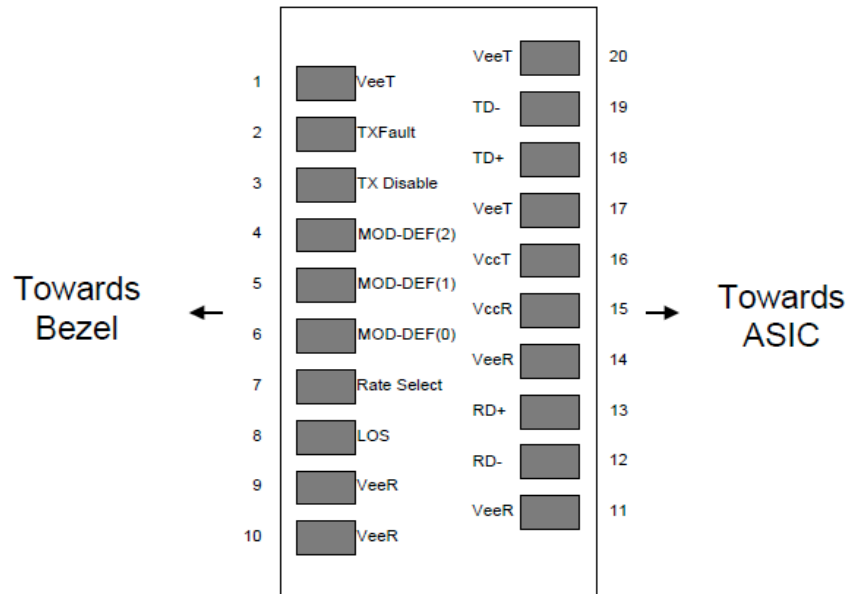 VeeT 20
1 VeeT
TD- 19
2 TXFault
TD+ 18
3 TX Disable
VeeT 17
4 MOD-DEF(2)
VccT 16
5 MOD-DEF(1)
Towards
Bezel
VccR 15
Towards
ASIC
6 MOD-DEF(0)
VeeR 14
7 Rate Select
RD+ 13
8 LOS
RD- 12
9 VeeR
VeeR 11
10 VeeR